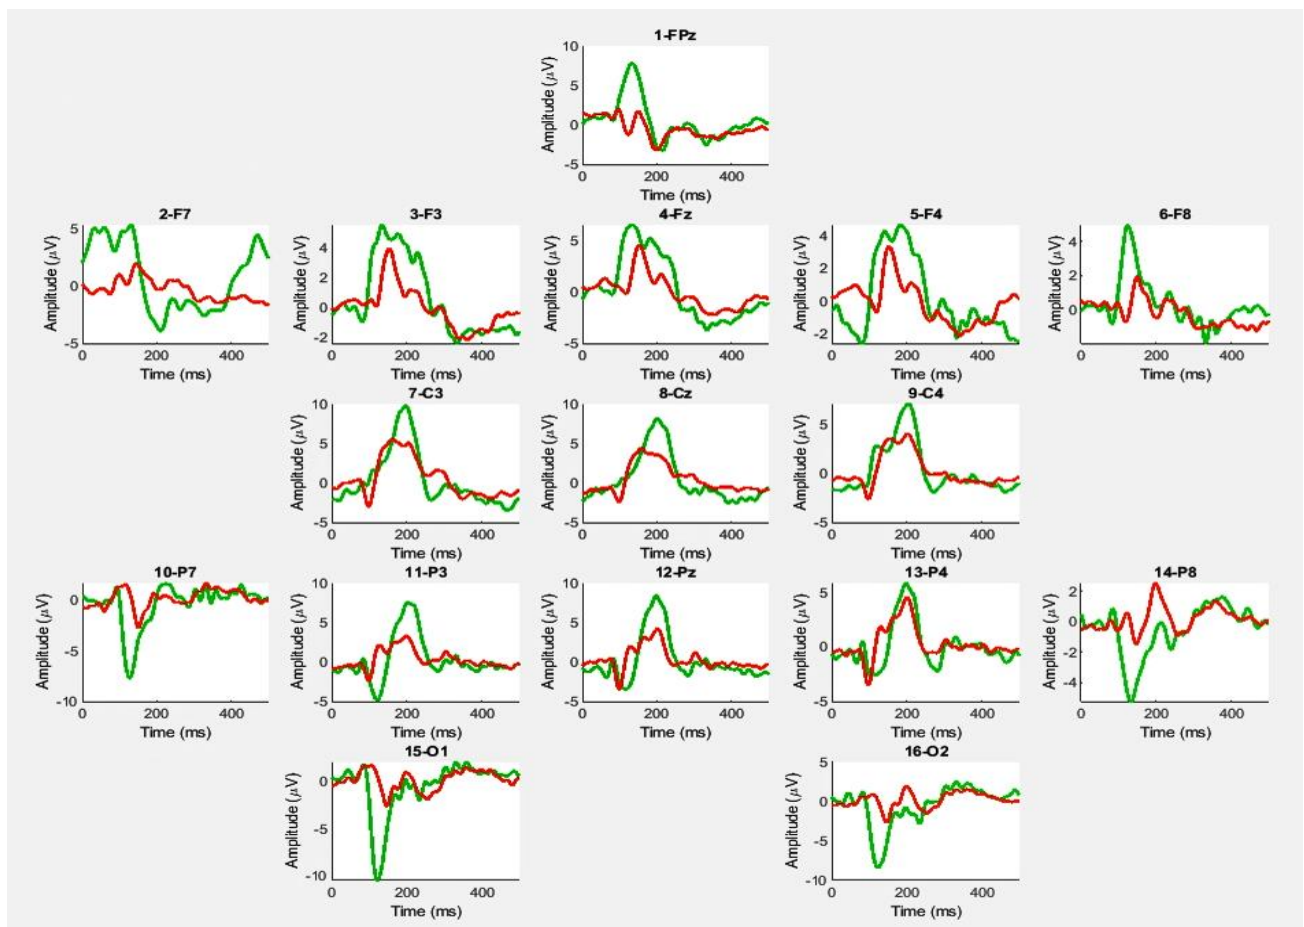 1-FPz
10
5
0
-5
Amplitude (μV)
0 200 400
Time (ms)
2-F7
5
0
-5
Amplitude (μV)
0 200 400
Time (ms)
3-F3
4
2
0
-2
Amplitude (μV)
0 200 400
Time (ms)
4-Fz
5
0
-5
Amplitude (μV)
0 200 400
Time (ms)
5-F4
4
2
0
-2
Amplitude (μV)
0 200 400
Time (ms)
6-F8
4
2
0
Amplitude (μV)
0 200 400
Time (ms)
7-C3
10
5
0
-5
Amplitude (μV)
0 200 400
Time (ms)
8-Cz
10
5
0
-5
Amplitude (μV)
0 200 400
Time (ms)
9-C4
5
0
-5
Amplitude (μV)
0 200 400
Time (ms)
10-P7
0
-5
-10
Amplitude (μV)
0 200 400
Time (ms)
11-P3
10
5
0
-5
Amplitude (μV)
0 200 400
Time (ms)
12-Pz
10
5
0
-5
Amplitude (μV)
0 200 400
Time (ms)
13-P4
5
0
-5
Amplitude (μV)
0 200 400
Time (ms)
14-P8
2
0
-2
-4
Amplitude (μV)
0 200 400
Time (ms)
15-O1
0
-5
-10
Amplitude (μV)
0 200 400
Time (ms)
16-O2
5
0
-5
-10
Amplitude (μV)
0 200 400
Time (ms)